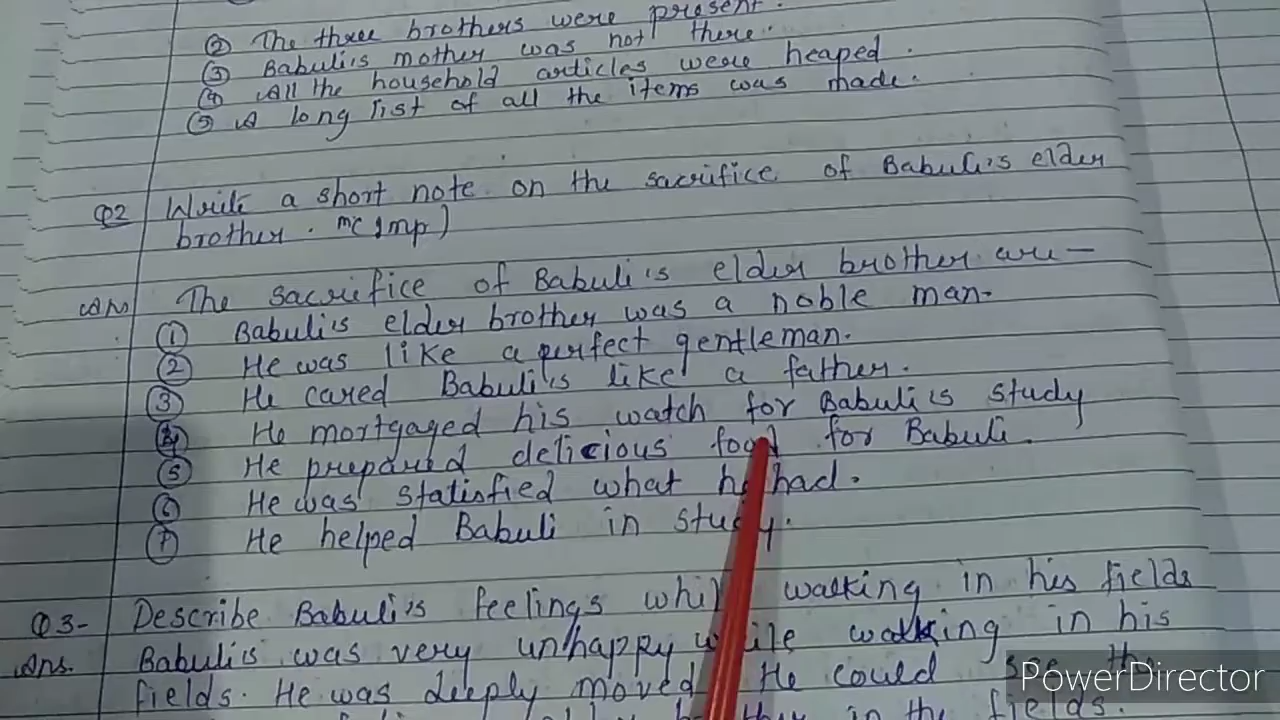 ② The three brothers were present.
③ Babuli's mother was not there.
④ All the household articles were heaped.
⑤ A long list of all the items was made.
Q2 Write a short note on the sacrifice of Babuli's elder
brother. (Imp)
Ans The sacrifice of Babuli's elder brother are —
① Babuli's elder brother was a noble man.
② He was like a perfect gentleman.
③ He cared Babuli's like a father.
④ He mortgaged his watch for Babuli's study
⑤ He prepared delicious food for Babuli.
⑥ He was statisfied what he had.
⑦ He helped Babuli in study.
Q3- Describe Babuli's feelings while walking in his fields
Ans. Babuli's was very unhappy while walking in his
fields. He was deeply moved He could see the
in the fields.
PowerDirector